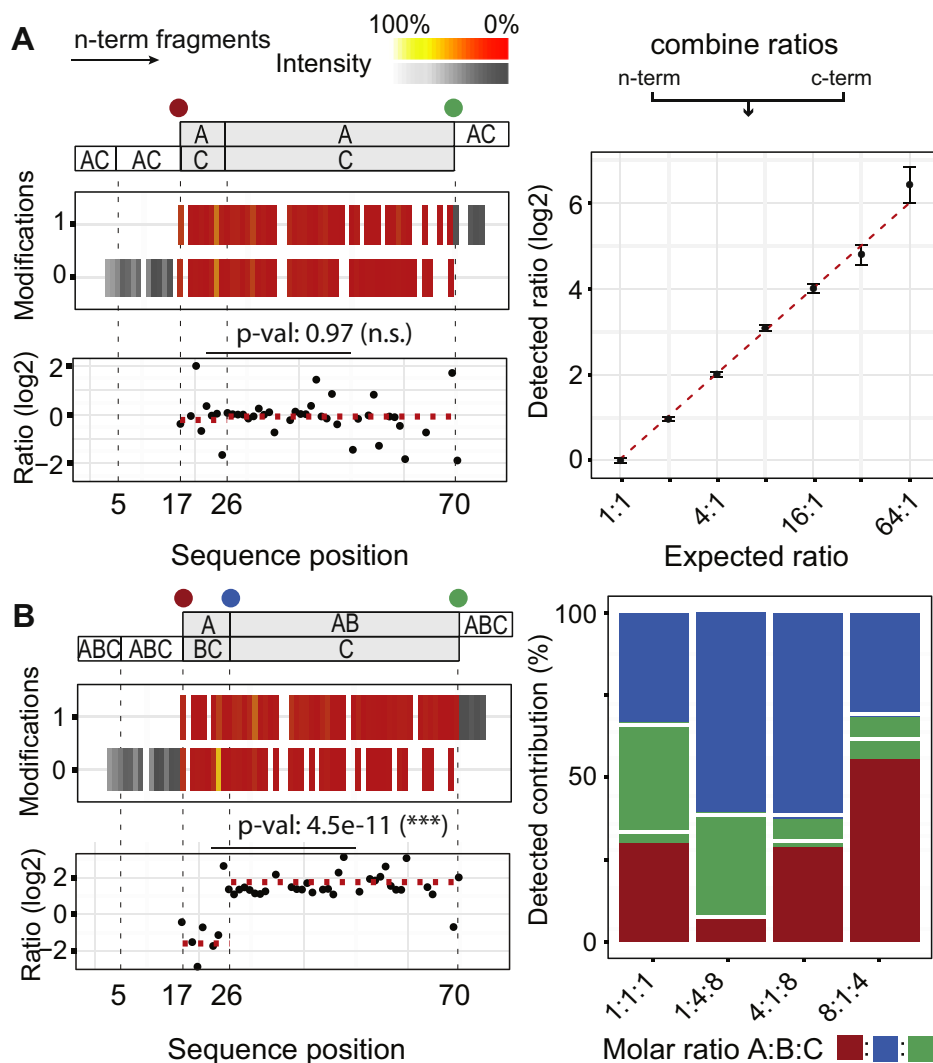 A
n-term fragments
100% 0%
Intensity
A A AC
AC AC C C
Modifications
1
0
p-val: 0.97 (n.s.)
Ratio (log2)
2
0
−2
5 17 26 70
Sequence position
combine ratios
n-term c-term
Detected ratio (log2)
6
4
2
0
1:1 4:1 16:1 64:1
Expected ratio
B
A AB ABC
ABC ABC BC C
Modifications
1
0
p-val: 4.5e-11 (***)
Ratio (log2)
2
0
−2
5 17 26 70
Sequence position
Detected contribution (%)
100
50
0
1:1:1 1:4:8 4:1:8 8:1:4
Molar ratio A:B:C : :